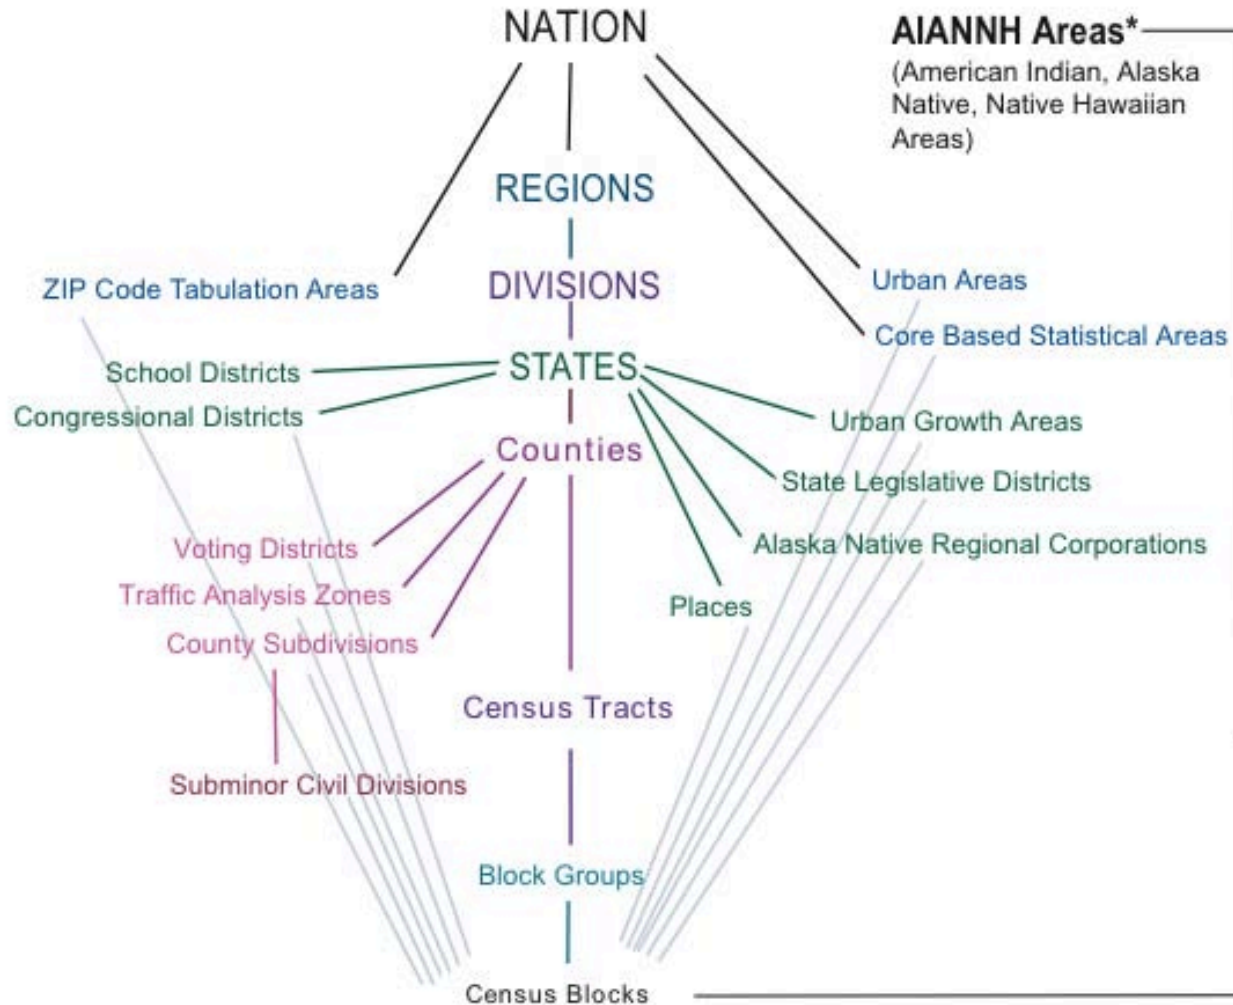 NATION
AIANNH Areas*
(American Indian, Alaska
Native, Native Hawaiian
Areas)
REGIONS
ZIP Code Tabulation Areas
DIVISIONS
Urban Areas
Core Based Statistical Areas
School Districts
STATES
Congressional Districts
Urban Growth Areas
Counties
State Legislative Districts
Voting Districts
Alaska Native Regional Corporations
Traffic Analysis Zones
Places
County Subdivisions
Census Tracts
Subminor Civil Divisions
Block Groups
Census Blocks